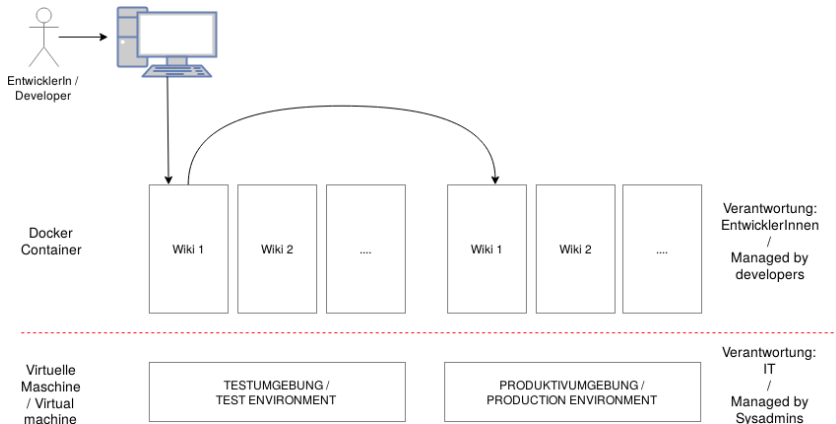 EntwicklerIn /
Developer
Docker
Container
Wiki 1
Wiki 2
....
Wiki 1
Wiki 2
....
Verantwortung:
EntwicklerInnen
/
Managed by
developers
Virtuelle
Maschine
/ Virtual
machine
TESTUMGEBUNG /
TEST ENVIRONMENT
PRODUKTIVUMGEBUNG /
PRODUCTION ENVIRONMENT
Verantwortung:
IT
/
Managed by
Sysadmins